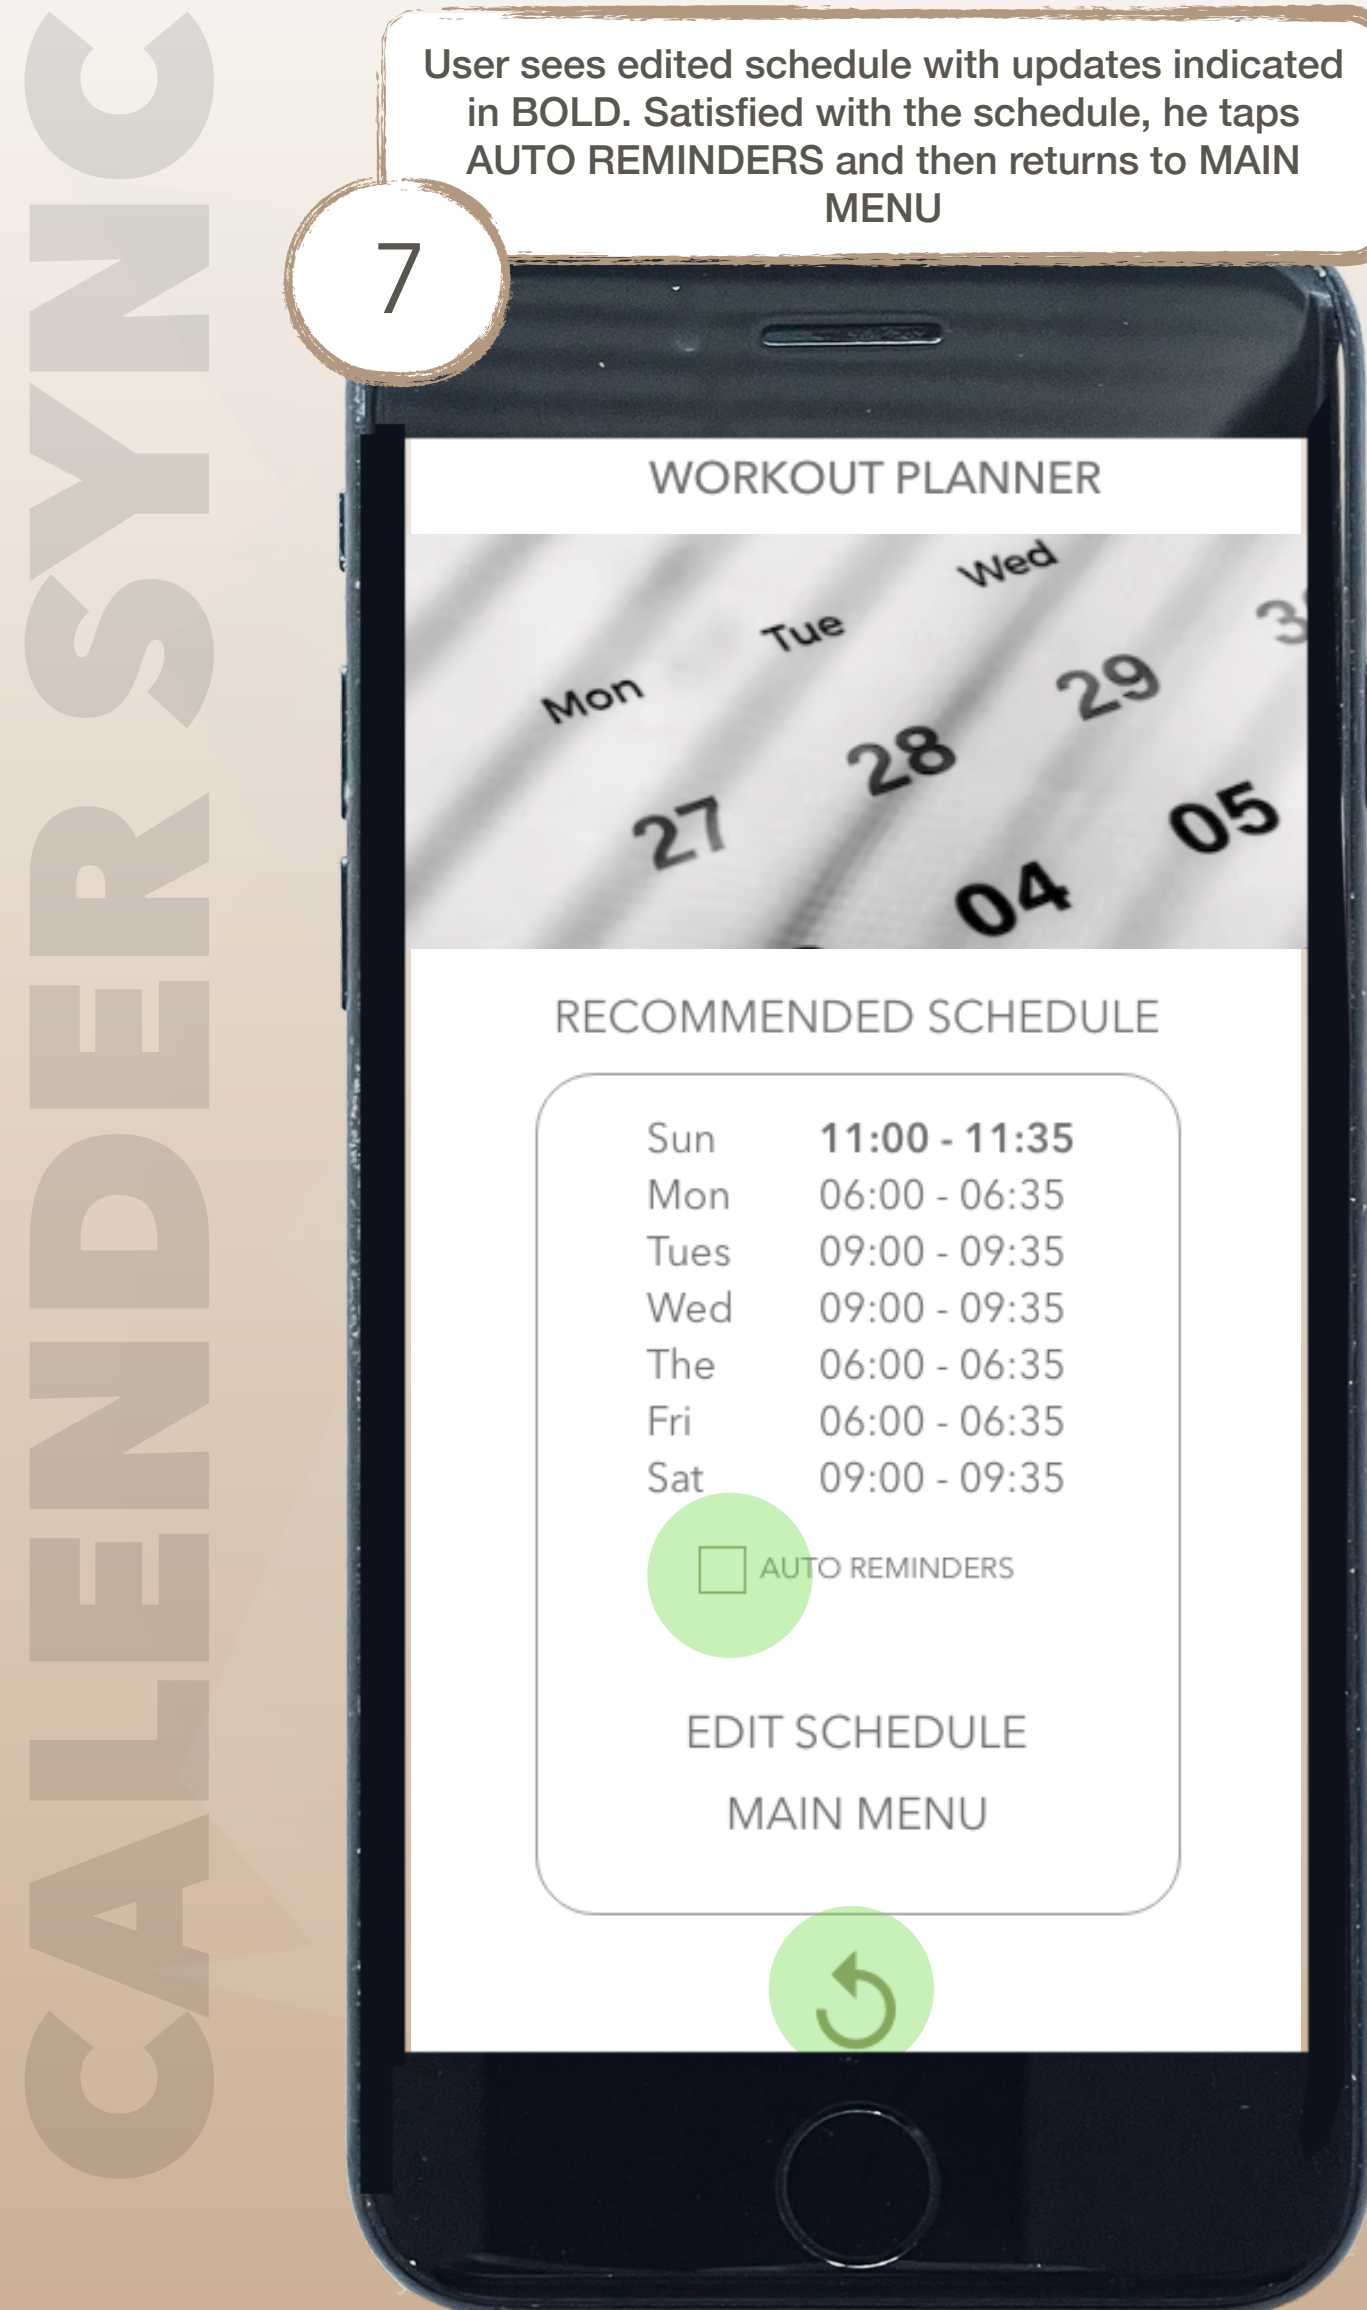 CALENDER SYNC
User sees edited schedule with updates indicated
in BOLD. Satisfied with the schedule, he taps
AUTO REMINDERS and then returns to MAIN
MENU
7
WORKOUT PLANNER
Mon Tue Wed
27 28 29
04 05
RECOMMENDED SCHEDULE
Sun 11:00 - 11:35
Mon 06:00 - 06:35
Tues 09:00 - 09:35
Wed 09:00 - 09:35
The 06:00 - 06:35
Fri 06:00 - 06:35
Sat 09:00 - 09:35
AUTO REMINDERS
EDIT SCHEDULE
MAIN MENU